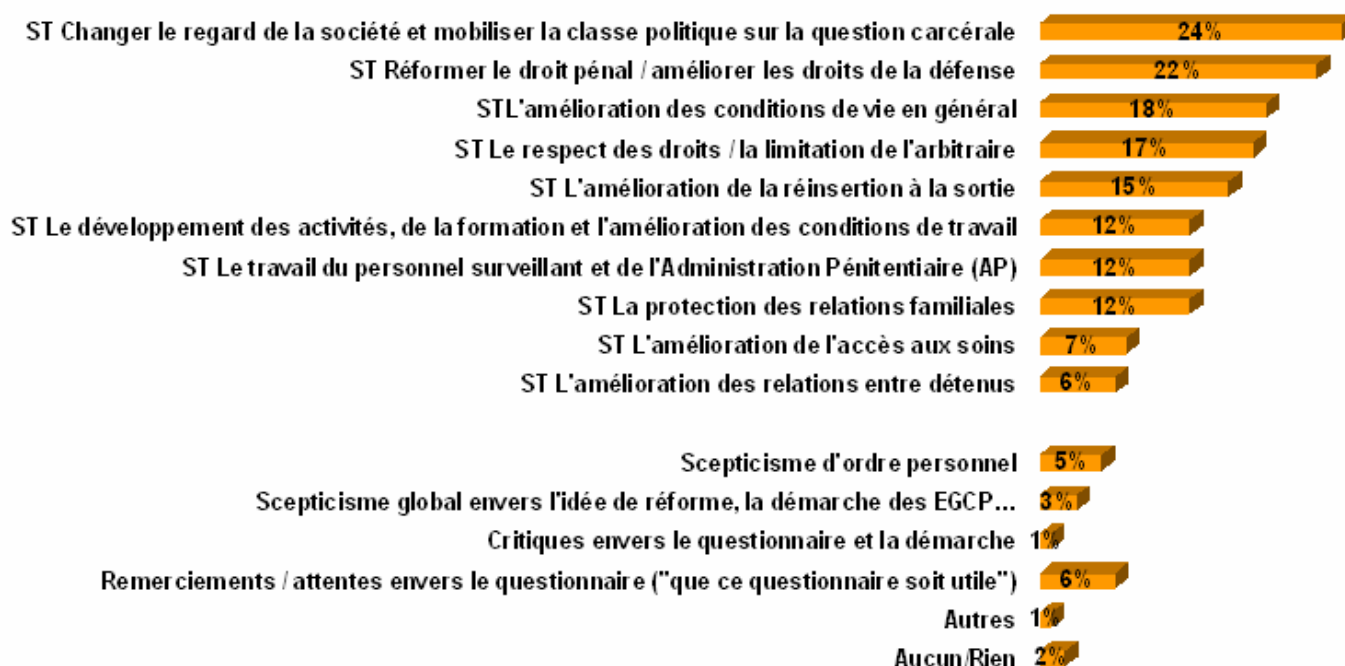 ST Changer le regard de la société et mobiliser la classe politique sur la question carcérale 24%
ST Réformer le droit pénal / améliorer les droits de la défense 22%
STL'amélioration des conditions de vie en général 18%
ST Le respect des droits / la limitation de l'arbitraire 17%
ST L'amélioration de la réinsertion à la sortie 15%
ST Le développement des activités, de la formation et l'amélioration des conditions de travail 12%
ST Le travail du personnel surveillant et de l'Administration Pénitentiaire (AP) 12%
ST La protection des relations familiales 12%
ST L'amélioration de l'accès aux soins 7%
ST L'amélioration des relations entre détenus 6%
Scepticisme d'ordre personnel 5%
Scepticisme global envers l'idée de réforme, la démarche des EGCP... 3%
Critiques envers le questionnaire et la démarche 1%
Remerciements / attentes envers le questionnaire ("que ce questionnaire soit utile") 6%
Autres 1%
Aucun/Rien 2%